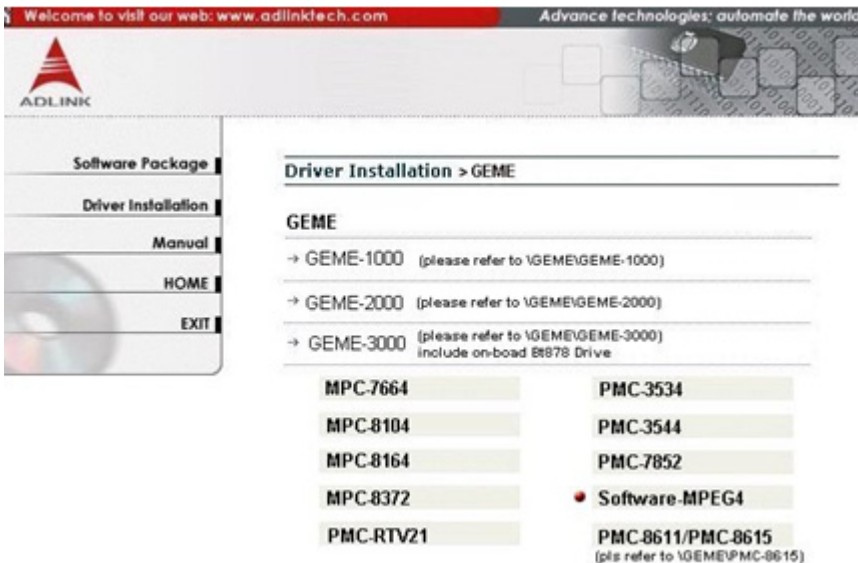 Welcome to visit our web: www.adlinktech.com
Advance technologies; automate the world
ADLINK
Software Package
Driver Installation
Manual
HOME
EXIT
Driver Installation > GEME
GEME
→ GEME-1000 (please refer to \GEME\GEME-1000)
→ GEME-2000 (please refer to \GEME\GEME-2000)
→ GEME-3000 (please refer to \GEME\GEME-3000)
include on-boad Bt878 Drive
MPC-7664
PMC-3534
MPC-8104
PMC-3544
MPC-8164
PMC-7852
MPC-8372
Software-MPEG4
PMC-RTV21
PMC-8611/PMC-8615
(pls refer to \GEME\PMC-8615)